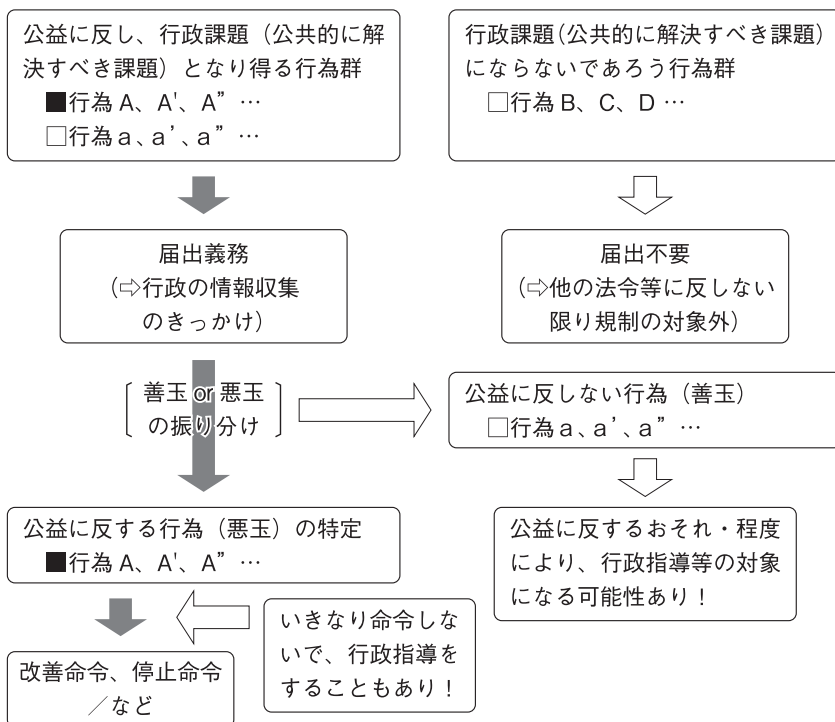 公益に反し、行政課題（公共的に解
決すべき課題）となり得る行為群
■行為 A、A'、A” …
□行為 a、a’、a” …
行政課題（公共的に解決すべき課題）
にならないであろう行為群
□行為 B、C、D …
届出義務
（⇨行政の情報収集
のきっかけ）
届出不要
（⇨他の法令等に反しない
限り規制の対象外）
善玉 or 悪玉
の振り分け
公益に反しない行為（善玉）
□行為 a、a’、a” …
公益に反する行為（悪玉）の特定
■行為 A、A'、A” …
公益に反するおそれ・程度
により、行政指導等の対象
になる可能性あり！
いきなり命令しな
いで、行政指導を
することもあり！
改善命令、停止命令
／など